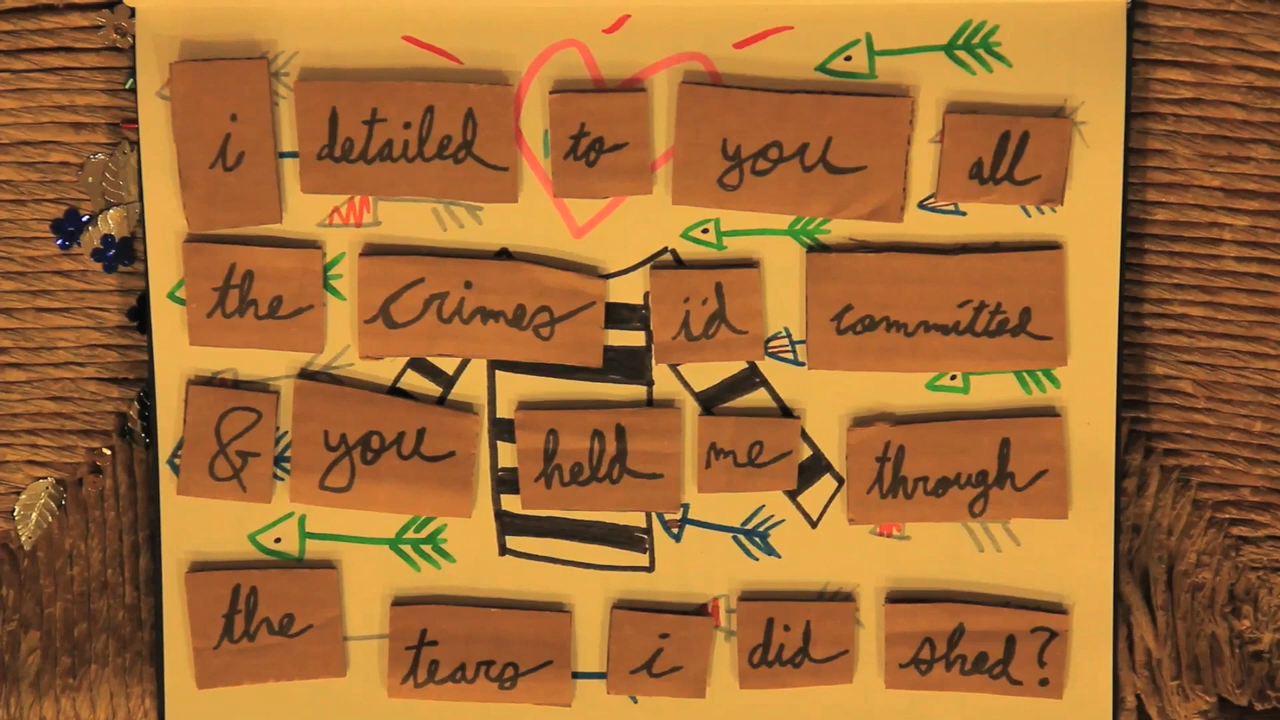 i detailed to you all
the crimes i'd committed
& you held me through
the tears i did shed?